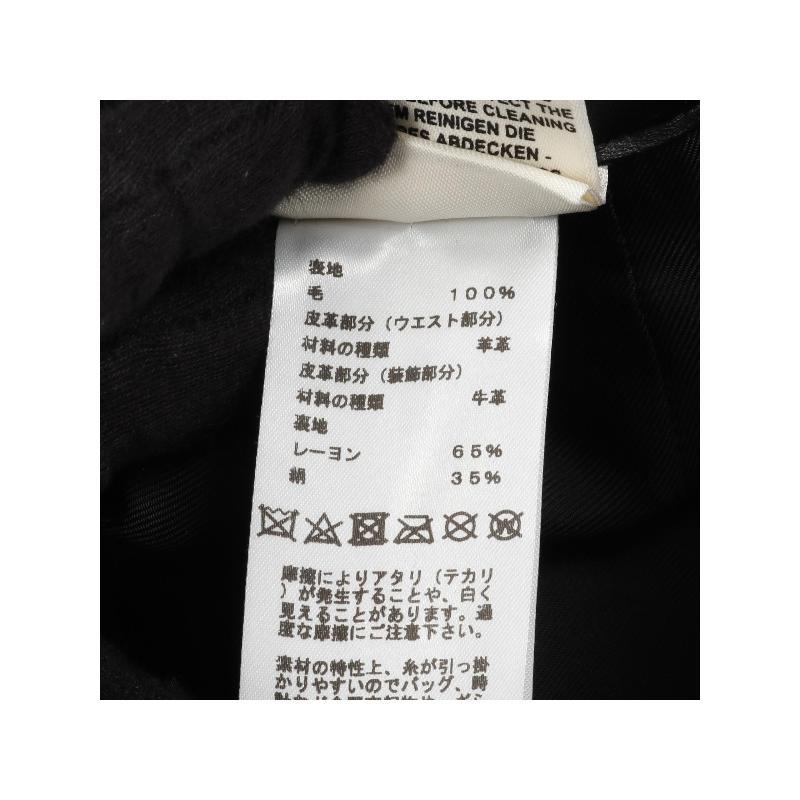 ECT THE
BEFORE CLEANING
M REINIGEN DIE
ABDECKEN -
表地
毛 100%
皮革部分（ウエスト部分）
材料の種類 羊革
皮革部分（装飾部分）
材料の種類 牛革
裏地
レーヨン 65%
絹 35%
摩擦によりアタリ（テカリ
）が発生することや、白く
見えることがあります。過
度な摩擦にご注意下さい。
素材の特性上、糸が引っ掛
かりやすいのでバッグ、時